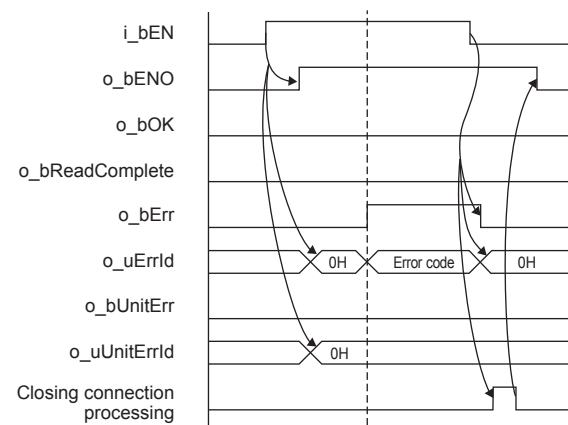 i_bEN
o_bENO
o_bOK
o_bReadComplete
o_bErr
o_uErrId
0H
Error code
0H
o_bUnitErr
o_uUnitErrId
0H
Closing connection
processing